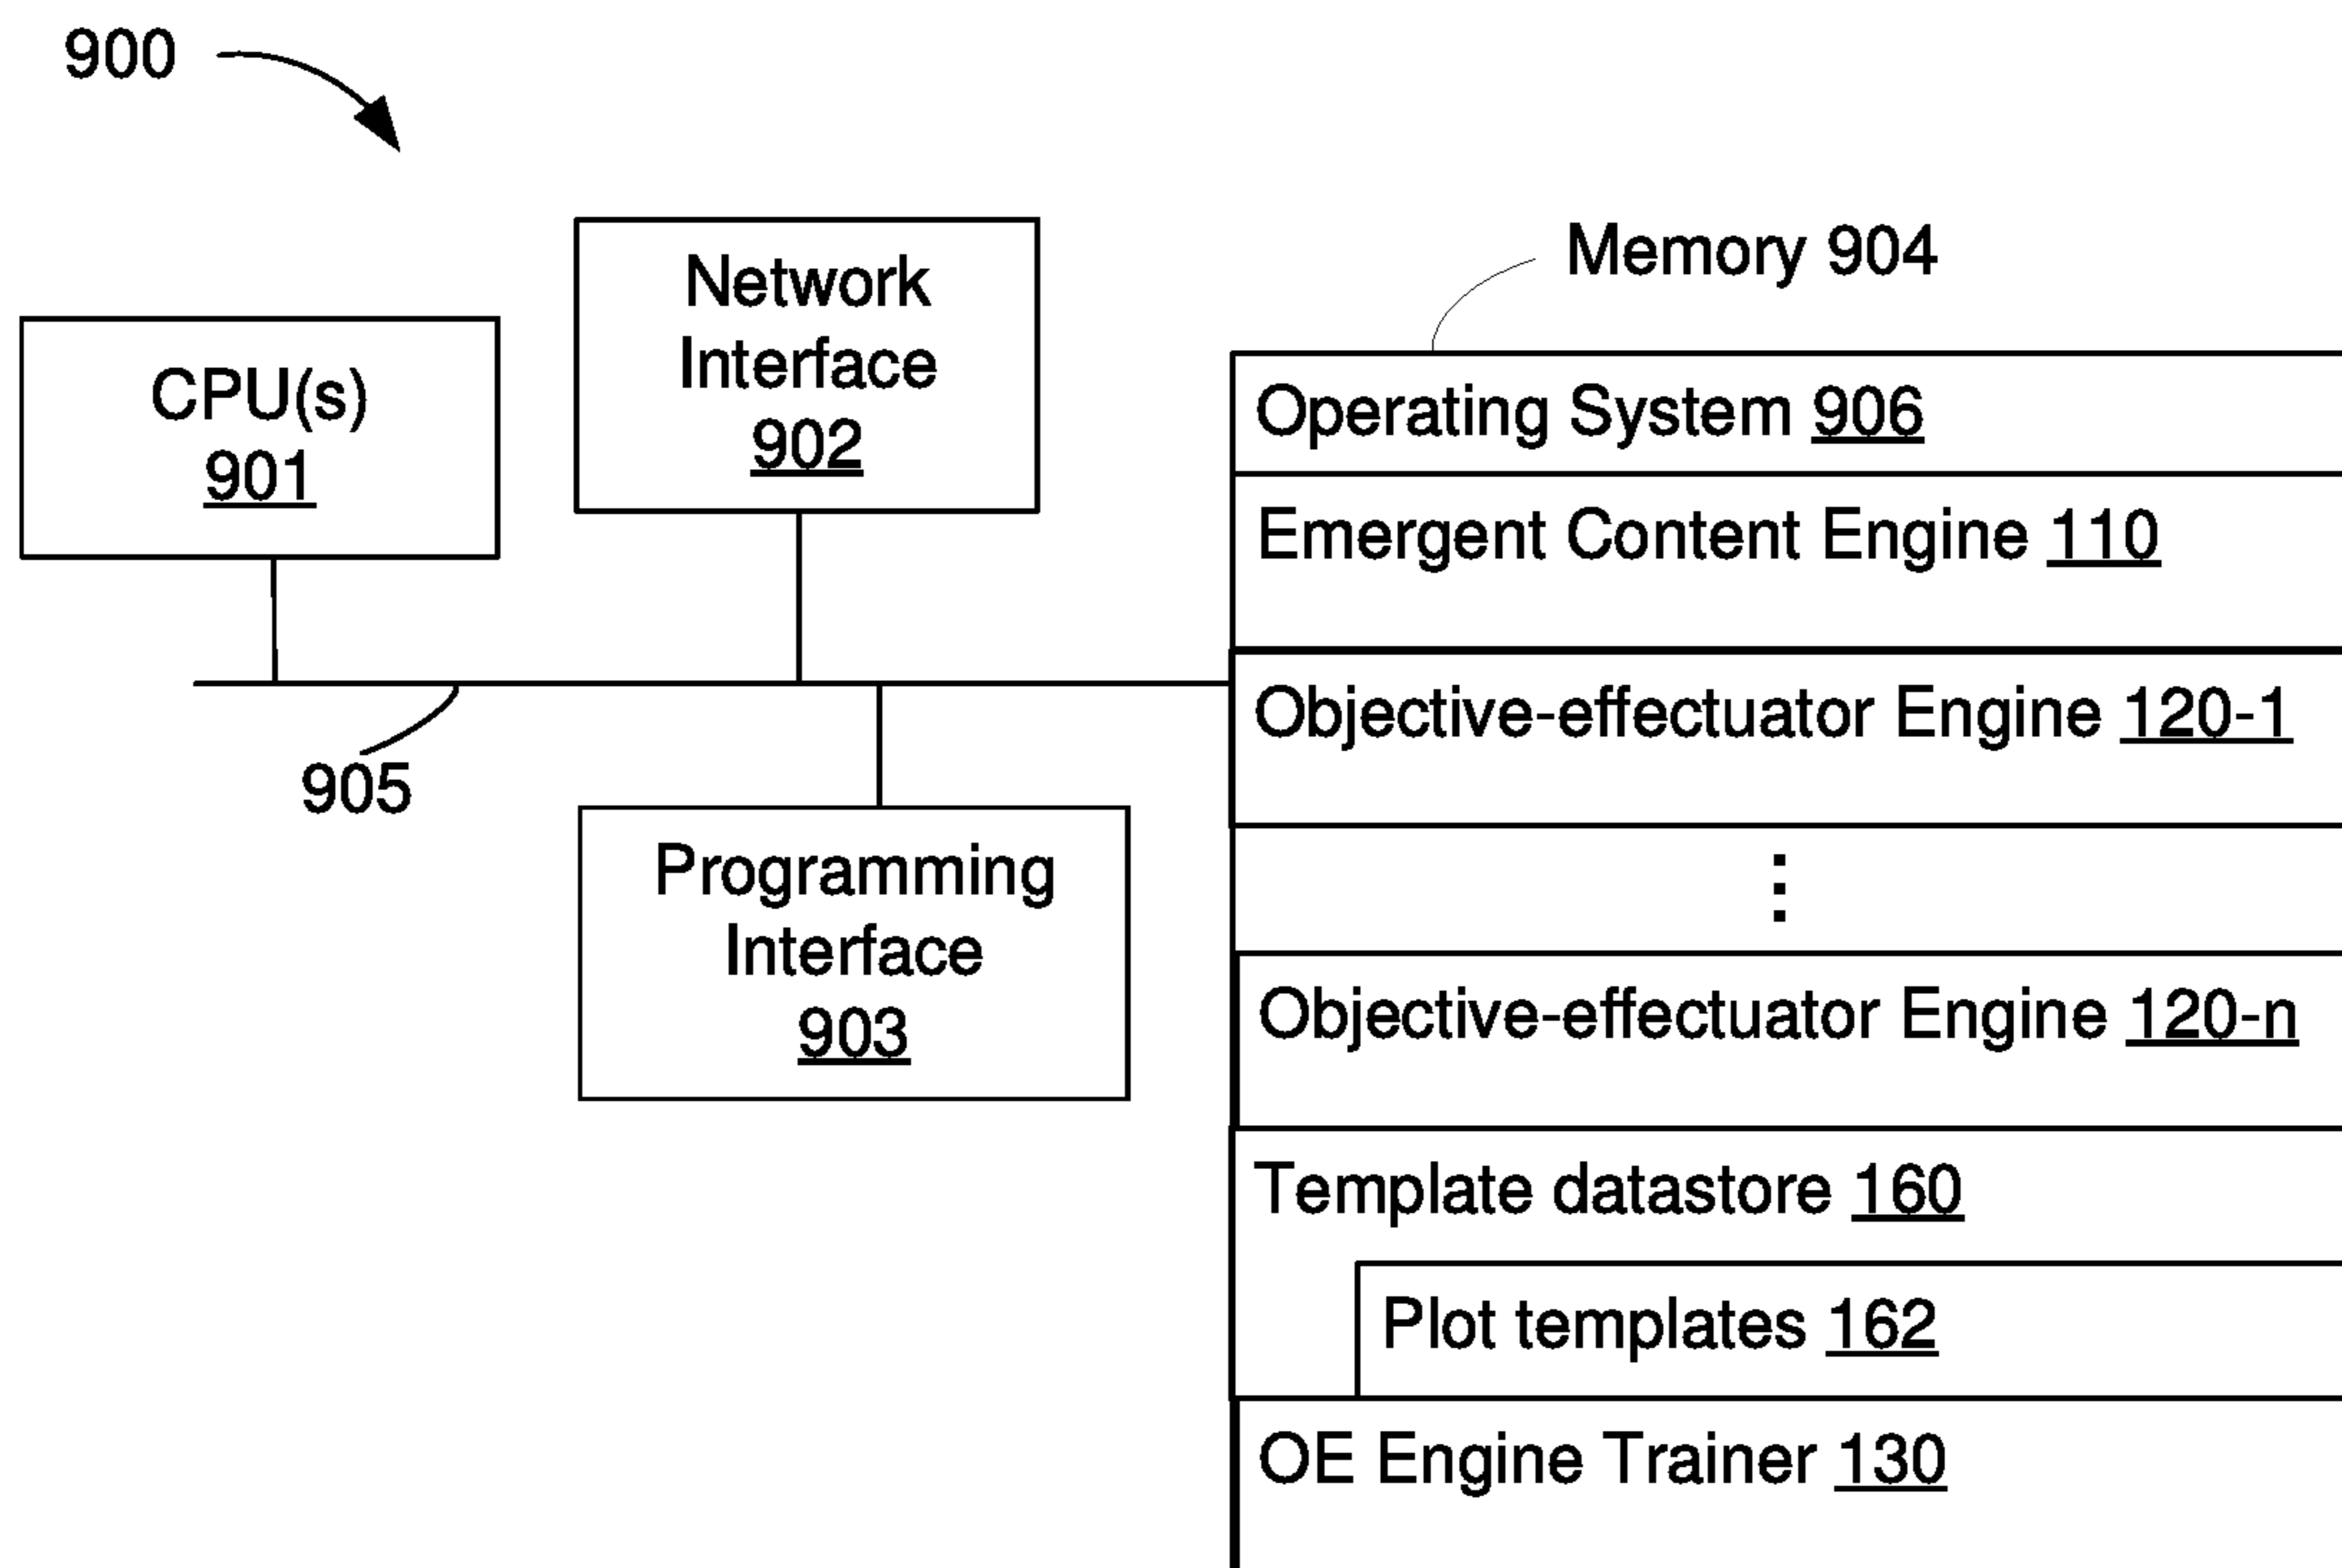 900
CPU(s)
901
Network
Interface
902
905
Programming
Interface
903
Memory 904
Operating System 906
Emergent Content Engine 110
Objective-effectuator Engine 120-1
⋮
Objective-effectuator Engine 120-n
Template datastore 160
Plot templates 162
OE Engine Trainer 130